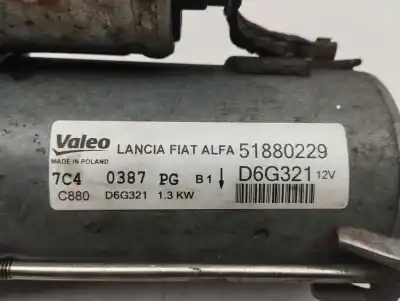 Valeo LANCIA FIAT ALFA 51880229
MADE IN POLAND
7C4 0387 PG B1↓ D6G321 12V
C880 D6G321 1.3 KW